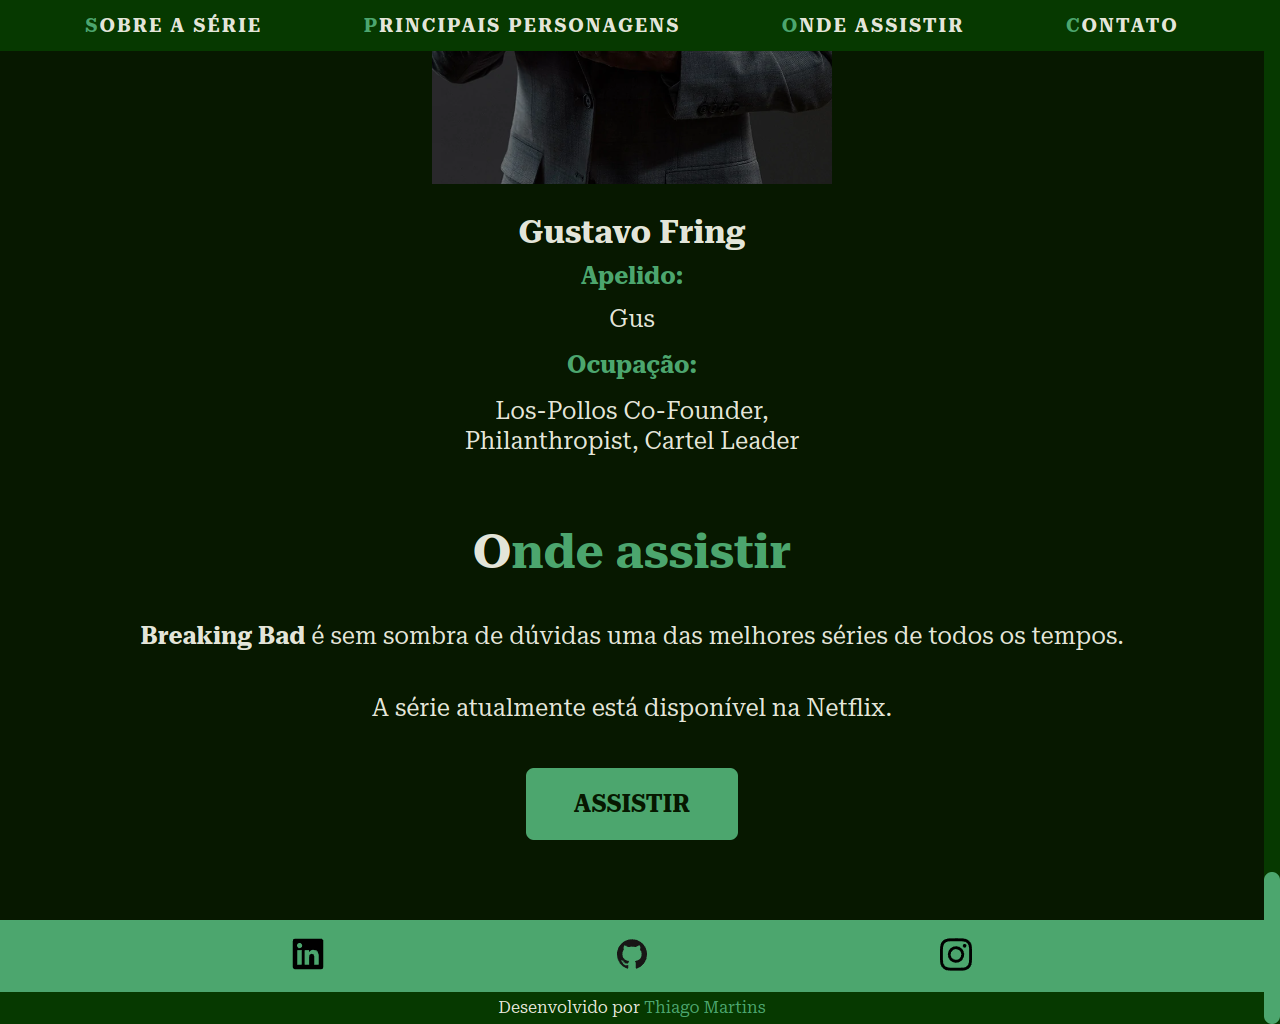 SOBRE A SÉRIE PRINCIPAIS PERSONAGENS ONDE ASSISTIR CONTATO
Gustavo Fring
Apelido:
Gus
Ocupação:
Los-Pollos Co-Founder,
Philanthropist, Cartel Leader
Onde assistir
Breaking Bad é sem sombra de dúvidas uma das melhores séries de todos os tempos.
A série atualmente está disponível na Netflix.
ASSISTIR
in
Desenvolvido por Thiago Martins